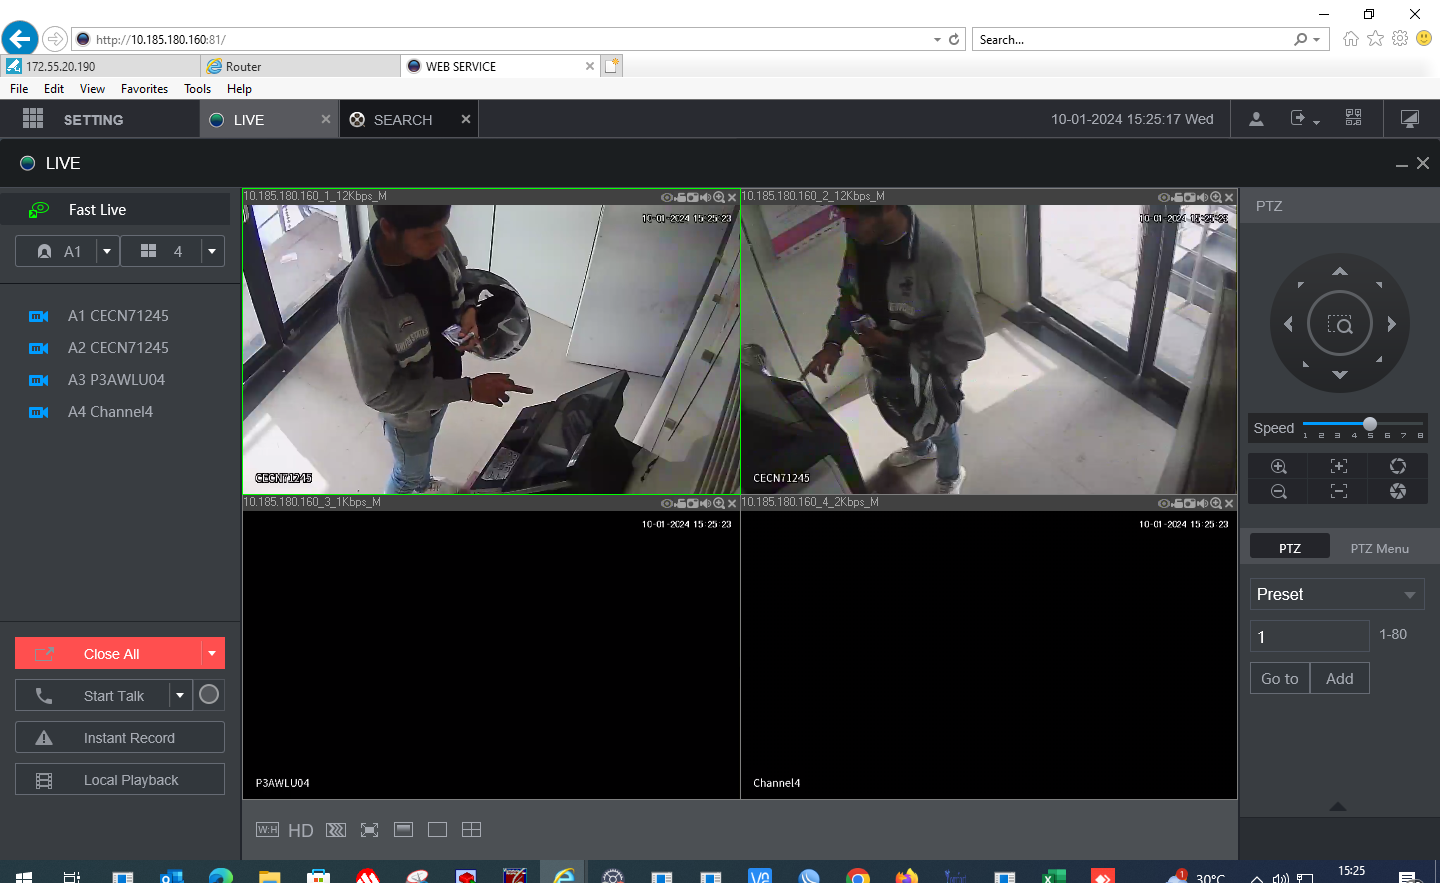 http://10.185.180.160:81/
Search...
172.55.20.190
Router
WEB SERVICE
File Edit View Favorites Tools Help
SETTING
LIVE
SEARCH
10-01-2024 15:25:17 Wed
LIVE
Fast Live
A1
4
A1 CECN71245
A2 CECN71245
A3 P3AWLU04
A4 Channel4
Close All
Start Talk
Instant Record
Local Playback
10.185.180.160_1_12Kbps_M
10-01-2024 15:25:23
CECN71245
10.185.180.160_2_12Kbps_M
10-01-2024 15:25:23
CECN71245
10.185.180.160_3_1Kbps_M
10-01-2024 15:25:23
P3AWLU04
10.185.180.160_4_2Kbps_M
10-01-2024 15:25:23
Channel4
W:H
HD
PTZ
Speed
1 2 3 4 5 6 7 8
PTZ
PTZ Menu
Preset
1
1-80
Go to
Add
1
30°C
15:25